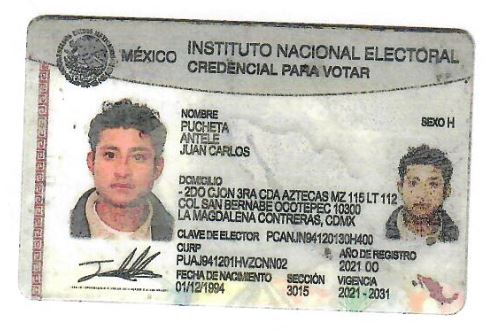 MÉXICO INSTITUTO NACIONAL ELECTORAL
CREDENCIAL PARA VOTAR
NOMBRE
PUCHETA
ANTELE
JUAN CARLOS
SEXO H
DOMICILIO
- 2DO CJON 3RA CDA AZTECAS MZ 115 LT 112
COL SAN BERNABE OCOTEPEC 10300
LA MAGDALENA CONTRERAS, CDMX
CLAVE DE ELECTOR PCANJN94120130H400
CURP
PUAJ941201HVZCNN02
AÑO DE REGISTRO
2021 00
FECHA DE NACIMIENTO
01/12/1994
SECCIÓN
3015
VIGENCIA
2021 - 2031